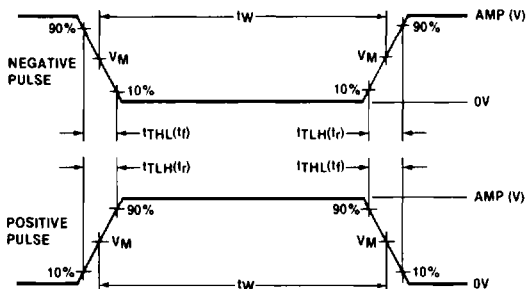 tW
AMP (V)
90%
90%
NEGATIVE
PULSE
VM
VM
10%
10%
0V
tTHL(tf)
tTLH(tr)
tTLH(tr)
tTHL(tf)
AMP (V)
90%
90%
POSITIVE
PULSE
VM
VM
10%
10%
tW
0V